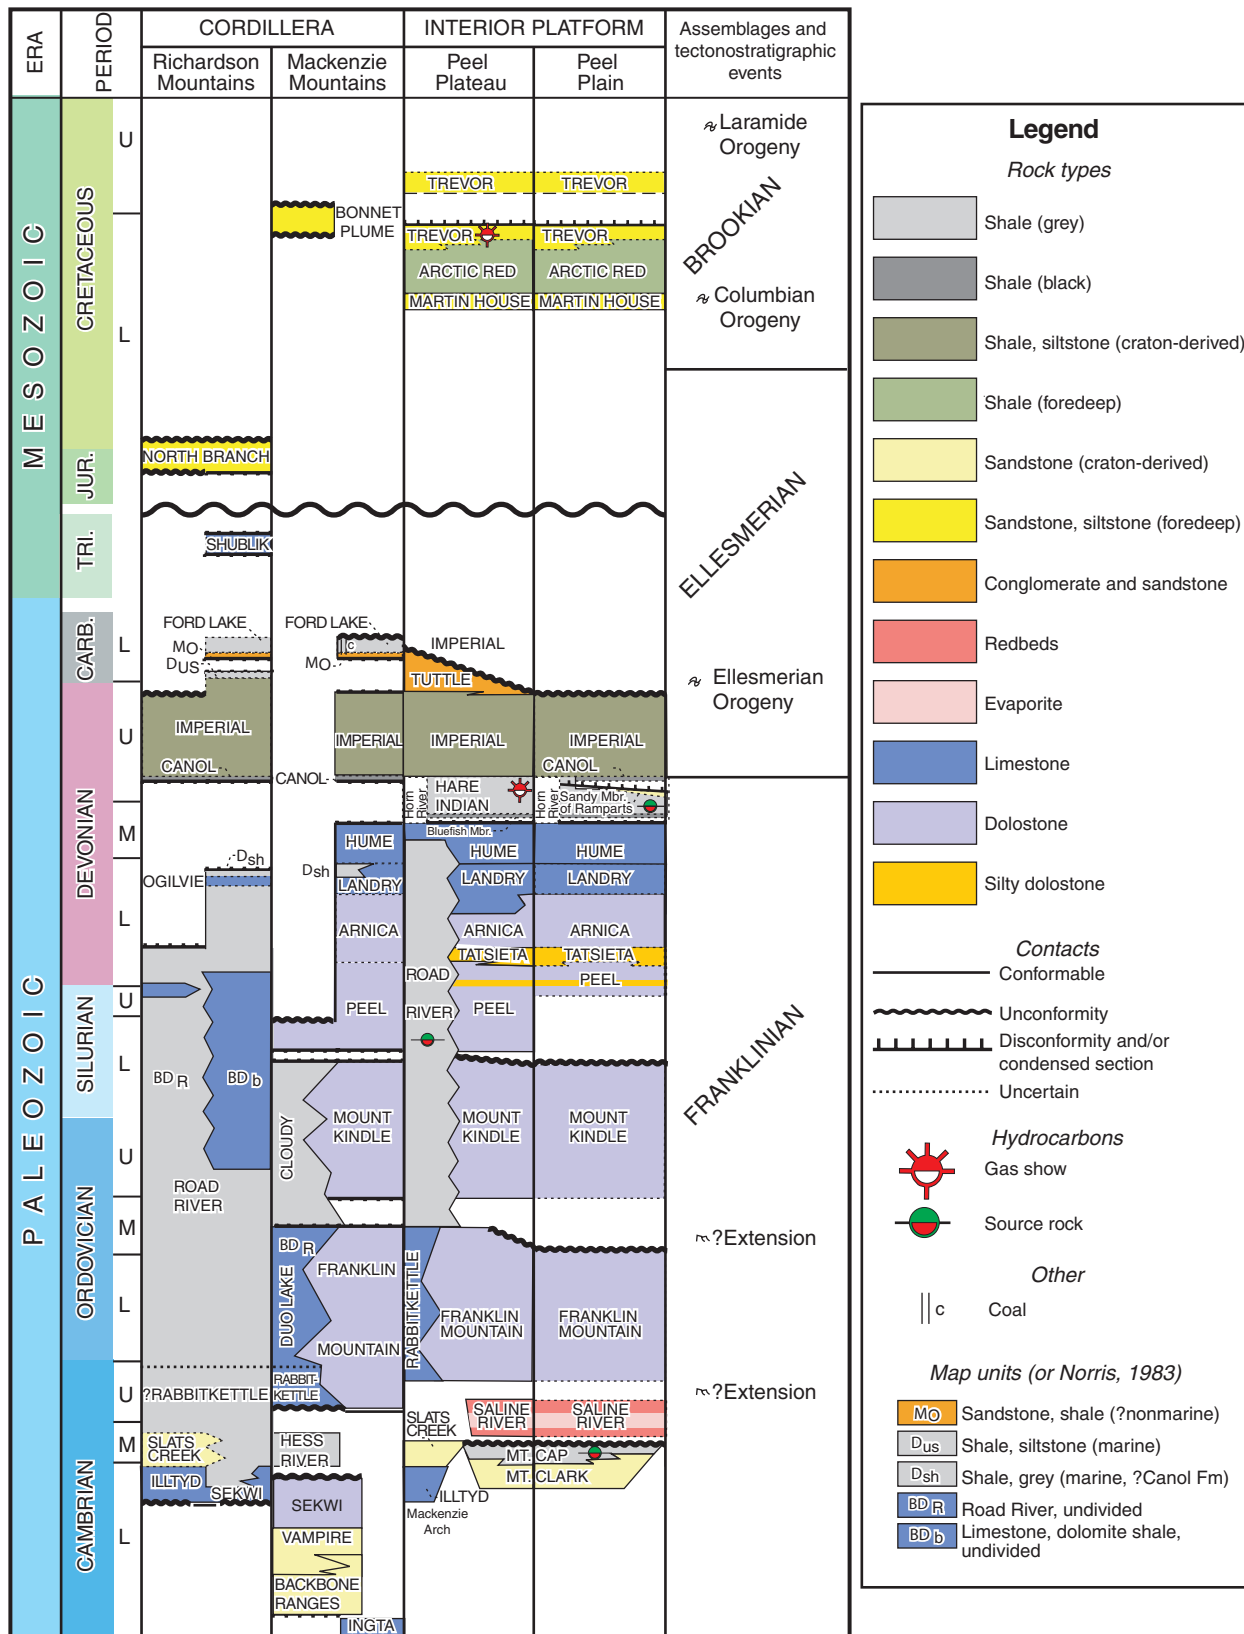 ERA
PERIOD
CORDILLERA
INTERIOR PLATFORM
Assemblages and
tectonostratigraphic
events
Richardson
Mountains
Mackenzie
Mountains
Peel
Plateau
Peel
Plain
MESOZOIC
PALEOZOIC
CRETACEOUS
JUR.
TRI.
CARB.
DEVONIAN
SILLURIAN
ORDOVICIAN
CAMBRIAN
U
L
L
U
M
L
U
L
U
M
L
U
M
L
NORTH BRANCH
SHUBLIK
FORD LAKE
MO
DUS
IMPERIAL
CANOL
Dsh
OGILVIE
BD R
BD b
ROAD
RIVER
?RABBITKETTLE
SLATS
CREEK
ILLTYD
SEKWI
BONNET
PLUME
FORD LAKE
c
MO
IMPERIAL
CANOL
HUME
Dsh
LANDRY
ARNICA
PEEL
CLOUDY
MOUNT
KINDLE
BD R
DUO LAKE
FRANKLIN
MOUNTAIN
RABBIT-
KETTLE
HESS
RIVER
SEKWI
VAMPIRE
BACKBONE
RANGES
INGTA
TREVOR
TREVOR
ARCTIC RED
MARTIN HOUSE
IMPERIAL
TUTTLE
IMPERIAL
Horn
River
HARE
INDIAN
Bluefish Mbr.
HUME
LANDRY
ARNICA
TATSIETA
ROAD
RIVER
PEEL
MOUNT
KINDLE
RABBITKETTLE
FRANKLIN
MOUNTAIN
SLATS
CREEK
SALINE
RIVER
MT. CAP
MT. CLARK
ILLTYD
Mackenzie
Arch
TREVOR
TREVOR
ARCTIC RED
MARTIN HOUSE
IMPERIAL
CANOL
Horn
River
Sandy Mbr.
of Ramparts
HUME
LANDRY
ARNICA
TATSIETA
PEEL
MOUNT
KINDLE
FRANKLIN
MOUNTAIN
SALINE
RIVER
Laramide
Orogeny
BROOKIAN
Columbian
Orogeny
ELLESMERIAN
Ellesmerian
Orogeny
FRANKLINIAN
?Extension
?Extension
Legend
Rock types
Shale (grey)
Shale (black)
Shale, siltstone (craton-derived)
Shale (foredeep)
Sandstone (craton-derived)
Sandstone, siltstone (foredeep)
Conglomerate and sandstone
Redbeds
Evaporite
Limestone
Dolostone
Silty dolostone
Contacts
Conformable
Unconformity
Disconformity and/or
condensed section
Uncertain
Hydrocarbons
Gas show
Source rock
Other
c Coal
Map units (or Norris, 1983)
MO Sandstone, shale (?nonmarine)
Dus Shale, siltstone (marine)
Dsh Shale, grey (marine, ?Canol Fm)
BD R Road River, undivided
BD b Limestone, dolomite shale,
undivided